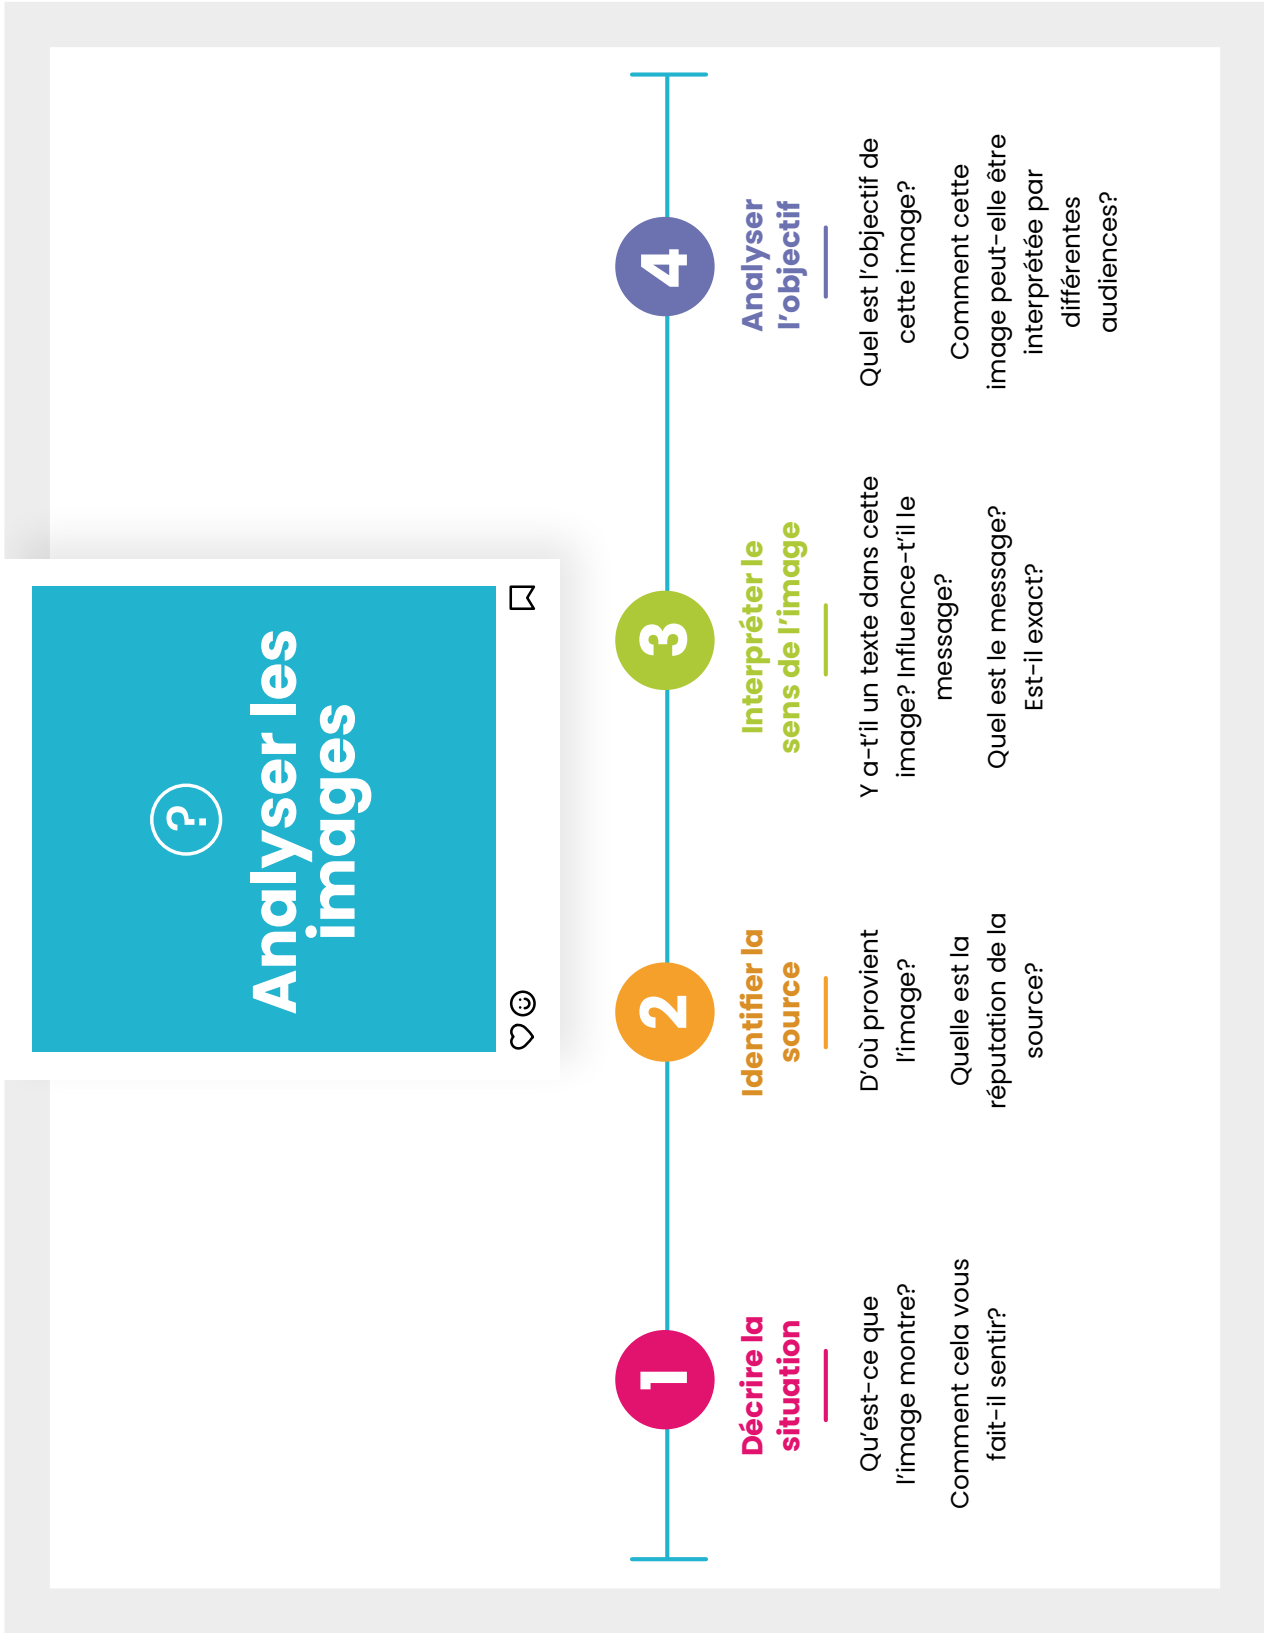 ?
Analyser les
images
1
Décrire la
situation
Qu'est-ce que
l'image montre?
Comment cela vous
fait-il sentir?
2
Identifier la
source
D'où provient
l'image?
Quelle est la
réputation de la
source?
3
Interpréter le
sens de l'image
Y a-t'il un texte dans cette
image? Influence-t'il le
message?
Quel est le message?
Est-il exact?
4
Analyser
l'objectif
Quel est l'objectif de
cette image?
Comment cette
image peut-elle être
interprétée par
différentes
audiences?